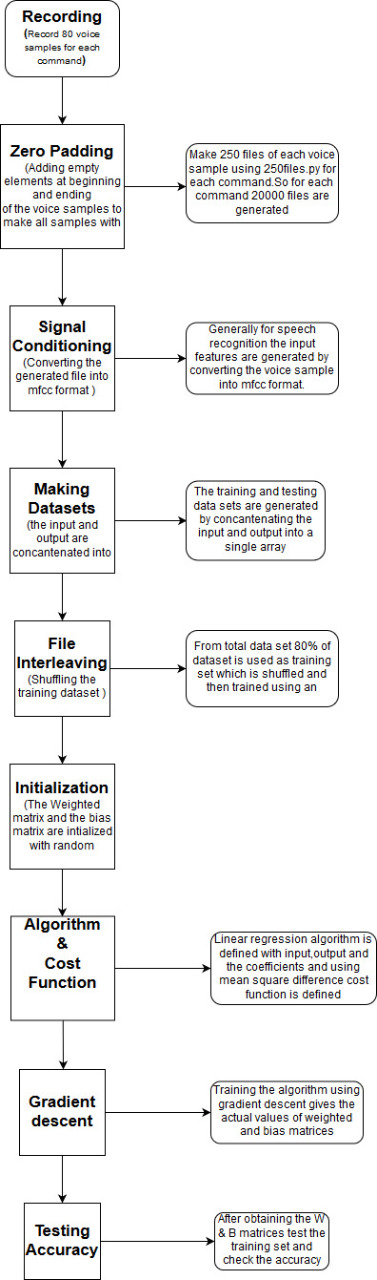 Recording
(Record 80 voice
samples for each
command)
Zero Padding
(Adding empty
elements at beginning
and ending
of the voice samples to
make all samples with
Make 250 files of each voice
sample using 250files.py for
each command.So for each
command 20000 files are
generated
Signal
Conditioning
(Converting the
generated file into
mfcc format )
Generally for speech
recognition the input
features are generated by
converting the voice sample
into mfcc format.
Making
Datasets
(the input and
output are
concantenated into
The training and testing
data sets are generated
by concantenating the
input and output into a
single array
File
Interleaving
(Shuffling the
training dataset )
From total data set 80% of
dataset is used as training
set which is shuffled and
then trained using an
Initialization
(The Weighted
matrix and the bias
matrix are intialized
with random
Algorithm
&
Cost
Function
Linear regression algorithm is
defined with input,output and
the coefficients and using
mean square difference cost
function is defined
Gradient
descent
Training the algorithm using
gradient descent gives the
actual values of weighted
and bias matrices
Testing
Accuracy
After obtaining the W
& B matrices test the
training set and
check the accuracy